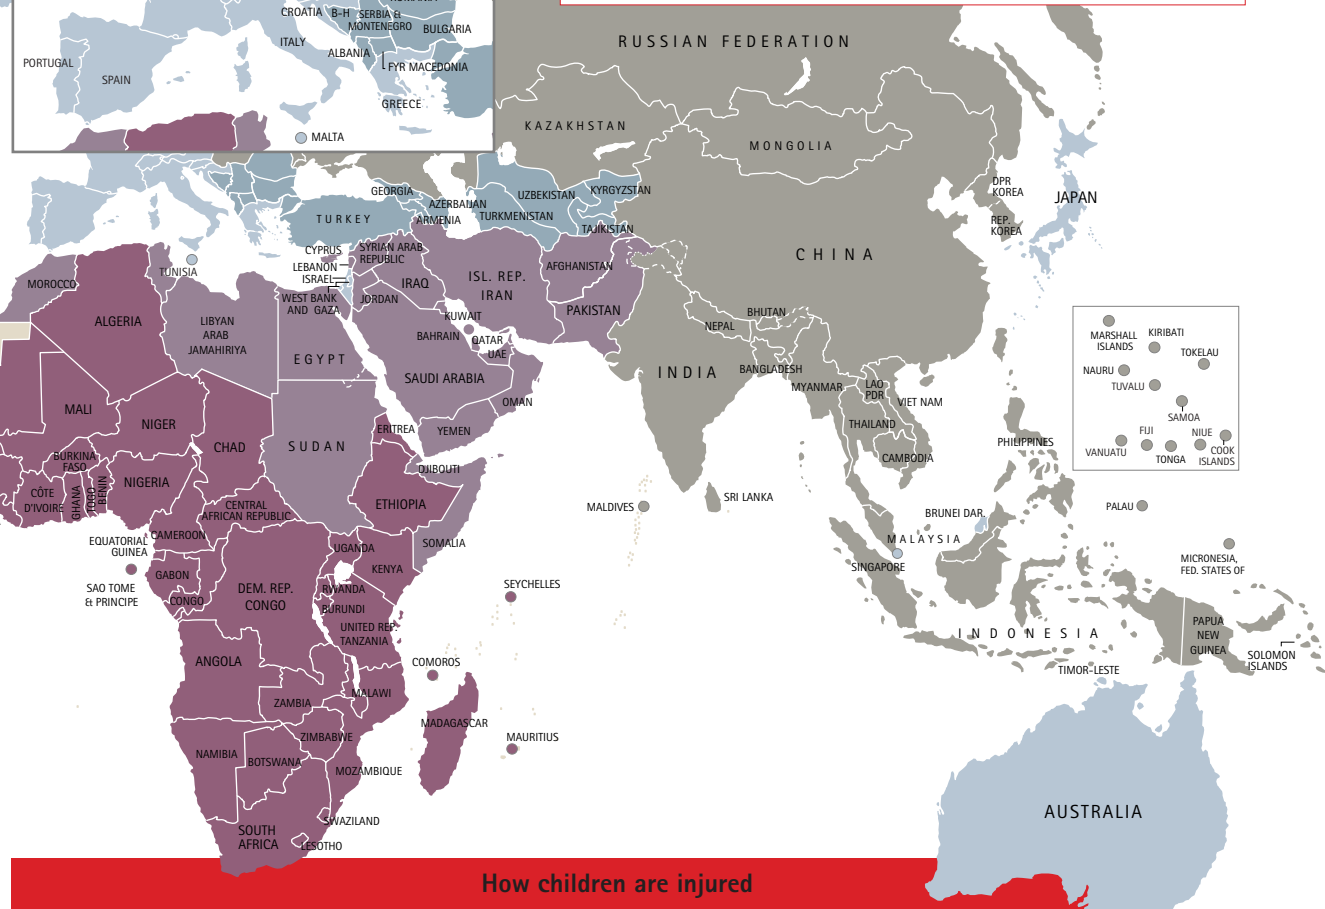 ROMANIA
CROATIA
B-H
SERBIA &
MONTENEGRO
BULGARIA
ITALY
ALBANIA
FYR MACEDONIA
PORTUGAL
SPAIN
GREECE
MALTA
RUSSIAN FEDERATION
KAZAKHSTAN
MONGOLIA
DPR
KOREA
REP.
KOREA
JAPAN
GEORGIA
AZERBAIJAN
ARMENIA
TURKEY
UZBEKISTAN
KYRGYZSTAN
TURKMENISTAN
TAJIKISTAN
CHINA
CYPRUS
SYRIAN ARAB
REPUBLIC
LEBANON
ISRAEL
WEST BANK
AND GAZA
JORDAN
IRAQ
ISL. REP.
IRAN
AFGHANISTAN
PAKISTAN
KUWAIT
BAHRAIN
QATAR
UAE
SAUDI ARABIA
OMAN
YEMEN
TUNISIA
MOROCCO
ALGERIA
LIBYAN
ARAB
JAMAHIRIYA
EGYPT
NEPAL
BHUTAN
INDIA
BANGLADESH
MYANMAR
LAO
PDR
VIET NAM
THAILAND
CAMBODIA
PHILIPPINES
MARSHALL
ISLANDS
KIRIBATI
TOKELAU
NAURU
TUVALU
SAMOA
FIJI
NIUE
VANUATU
TONGA
COOK
ISLANDS
MALI
NIGER
CHAD
SUDAN
ERITREA
DJIBOUTI
BURKINA
FASO
NIGERIA
CÔTE
D'IVOIRE
GHANA
TOGO
BENIN
CENTRAL
AFRICAN REPUBLIC
ETHIOPIA
SOMALIA
CAMEROON
EQUATORIAL
GUINEA
SAO TOME
& PRINCIPE
GABON
CONGO
DEM. REP.
CONGO
UGANDA
KENYA
RWANDA
BURUNDI
UNITED REP.
TANZANIA
SEYCHELLES
COMOROS
ANGOLA
ZAMBIA
MALAWI
MADAGASCAR
MAURITIUS
ZIMBABWE
NAMIBIA
BOTSWANA
MOZAMBIQUE
SWAZILAND
SOUTH
AFRICA
LESOTHO
MALDIVES
SRI LANKA
BRUNEI DAR.
MALAYSIA
SINGAPORE
PALAU
MICRONESIA,
FED. STATES OF
INDONESIA
PAPUA
NEW
GUINEA
SOLOMON
ISLANDS
TIMOR-LESTE
AUSTRALIA
How children are injured